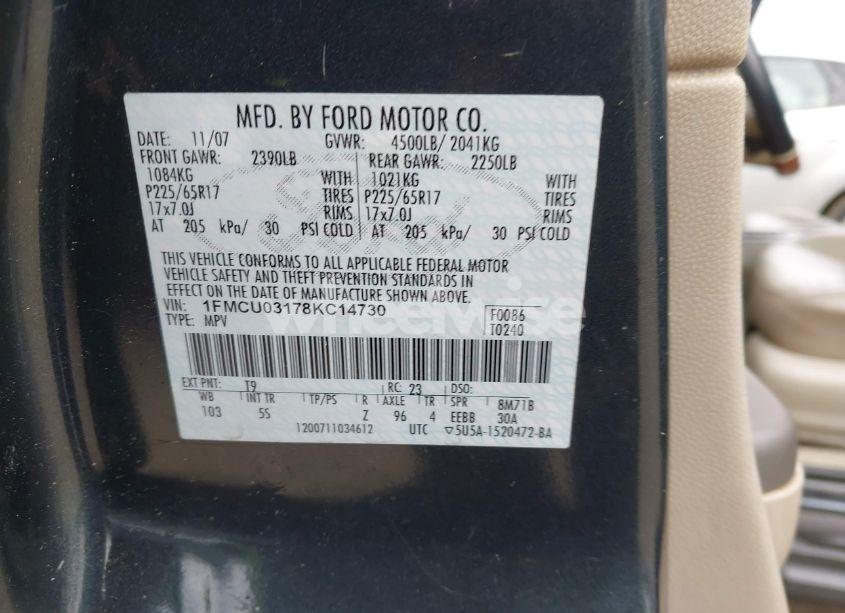 MFD. BY FORD MOTOR CO.
DATE: 11/07 GVWR: 4500LB/ 2041KG
FRONT GAWR: 2390LB REAR GAWR: 2250LB
1084KG WITH 1021KG WITH
P225/65R17 TIRES P225/65R17 TIRES
17x7.0J RIMS 17x7.0J RIMS
AT 205 kPa/ 30 PSI COLD AT 205 kPa/ 30 PSI COLD
THIS VEHICLE CONFORMS TO ALL APPLICABLE FEDERAL MOTOR
VEHICLE SAFETY AND THEFT PREVENTION STANDARDS IN
EFFECT ON THE DATE OF MANUFACTURE SHOWN ABOVE.
VIN: 1FMCU03178KC14730 F0086
TYPE: MPV T0240
wheelwise
EXT PNT: T9 RC: 23 DSO:
WB INT TR TP/PS R AXLE TR SPR 8M71B
103 5S Z 96 4 EEBB 30A
1200711034612 UTC ▽5U5A-1520472-BA
Ford